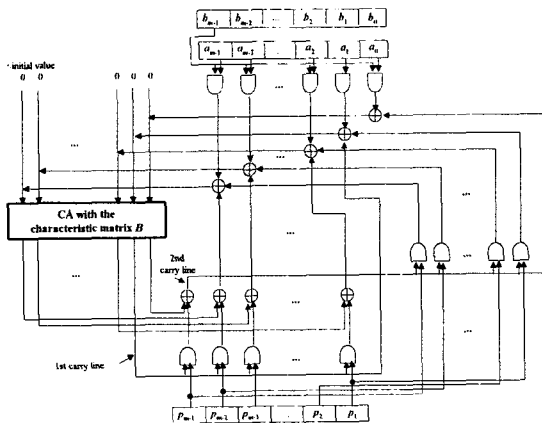 b_{m-1} b_{m-2} ... b_2 b_1 b_0
a_{m-1} a_{m-2} . a_2 a_1 a_0
initial value
0 0 0 0 0
...
...
...
...
CA with the
characteristic matrix B
...
...
...
...
2nd
carry line
...
...
1st carry line
p_{m-1} p_{m-2} p_{m-3} . p_2 p_1